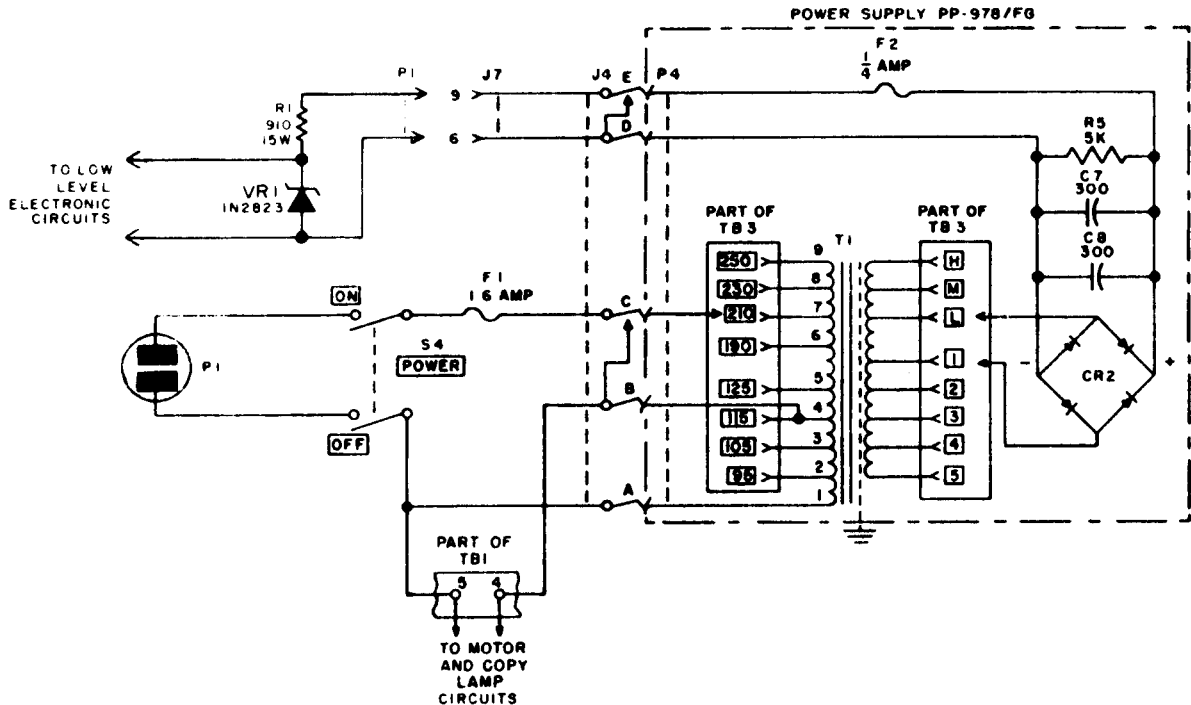 POWER SUPPLY PP-978/FG
F2
1/4 AMP
P1
J7
J4
E
P4
9
D
6
R1
910
15W
R5
5K
C7
300
C8
300
TO LOW
LEVEL
ELECTRONIC
CIRCUITS
VR1
1N2823
PART OF
TB3
T1
PART OF
TB3
250
9
H
230
8
M
210
7
L
190
6
1
125
5
2
115
4
3
105
3
4
95
2
5
1
F1
1.6 AMP
C
ON
S4
POWER
P1
OFF
B
A
-
+
CR2
PART OF
TB1
5
4
TO MOTOR
AND COPY
LAMP
CIRCUITS